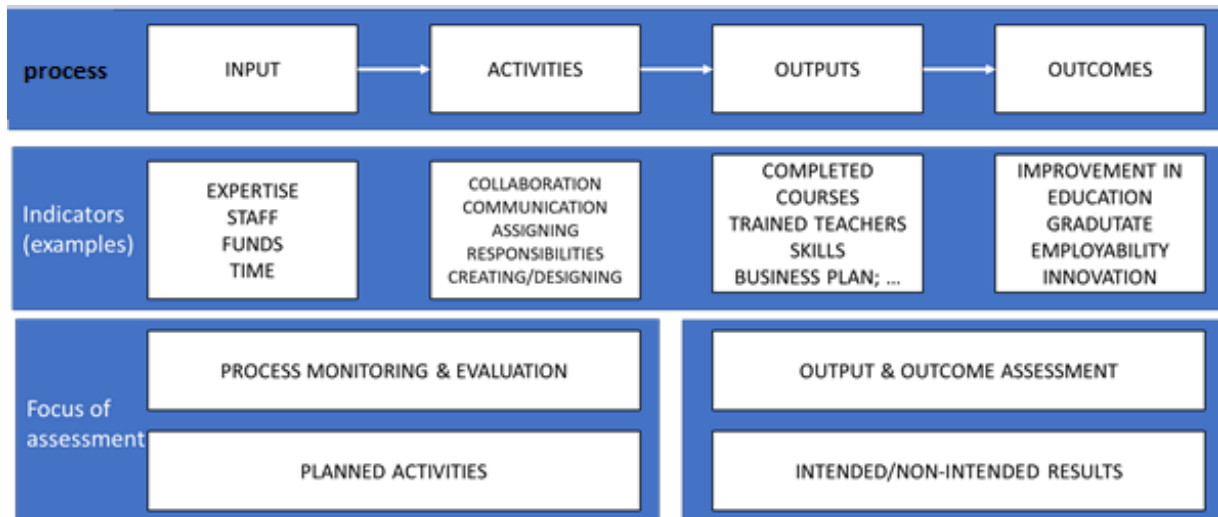 process
INPUT
ACTIVITIES
OUTPUTS
OUTCOMES
Indicators
(examples)
EXPERTISE
STAFF
FUNDS
TIME
COLLABORATION
COMMUNICATION
ASSIGNING
RESPONSIBILITIES
CREATING/DESIGNING
COMPLETED
COURSES
TRAINED TEACHERS
SKILLS
BUSINESS PLAN; ...
IMPROVEMENT IN
EDUCATION
GRADUTATE
EMPLOYABILITY
INNOVATION
Focus of
assessment
PROCESS MONITORING & EVALUATION
PLANNED ACTIVITIES
OUTPUT & OUTCOME ASSESSMENT
INTENDED/NON-INTENDED RESULTS